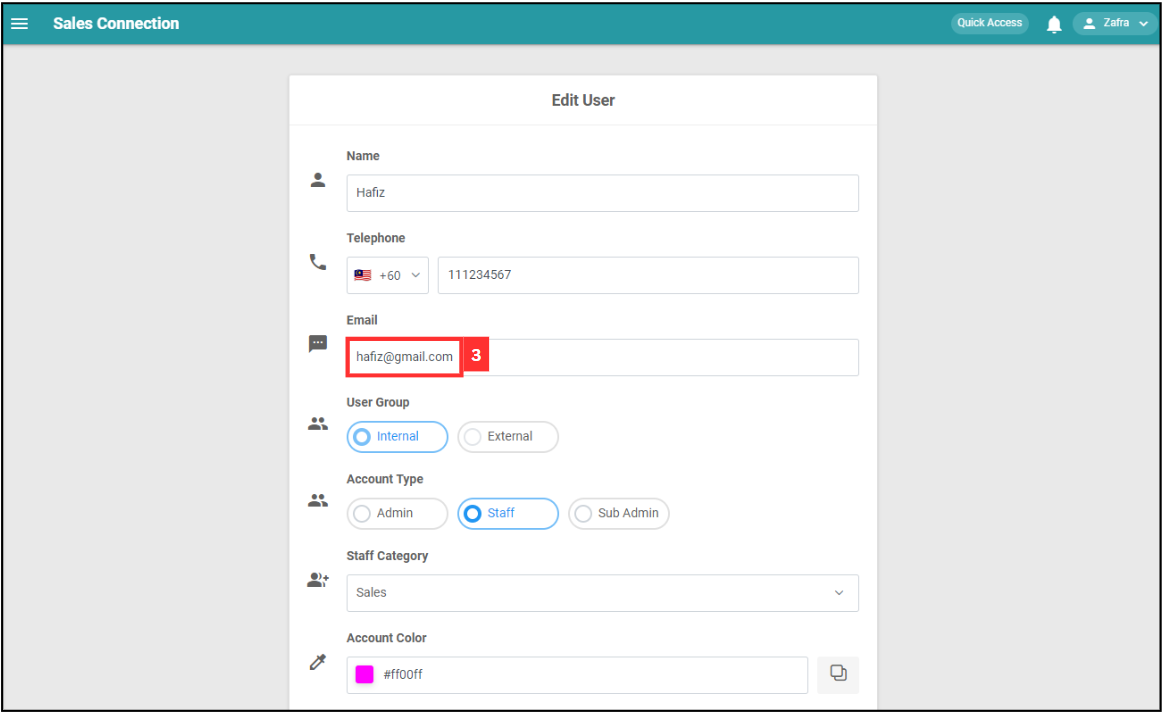 Sales Connection
Quick Access
Zafra
Edit User
Name
Hafiz
Telephone
+60
111234567
Email
hafiz@gmail.com
3
User Group
Internal
External
Account Type
Admin
Staff
Sub Admin
Staff Category
Sales
Account Color
#ff00ff